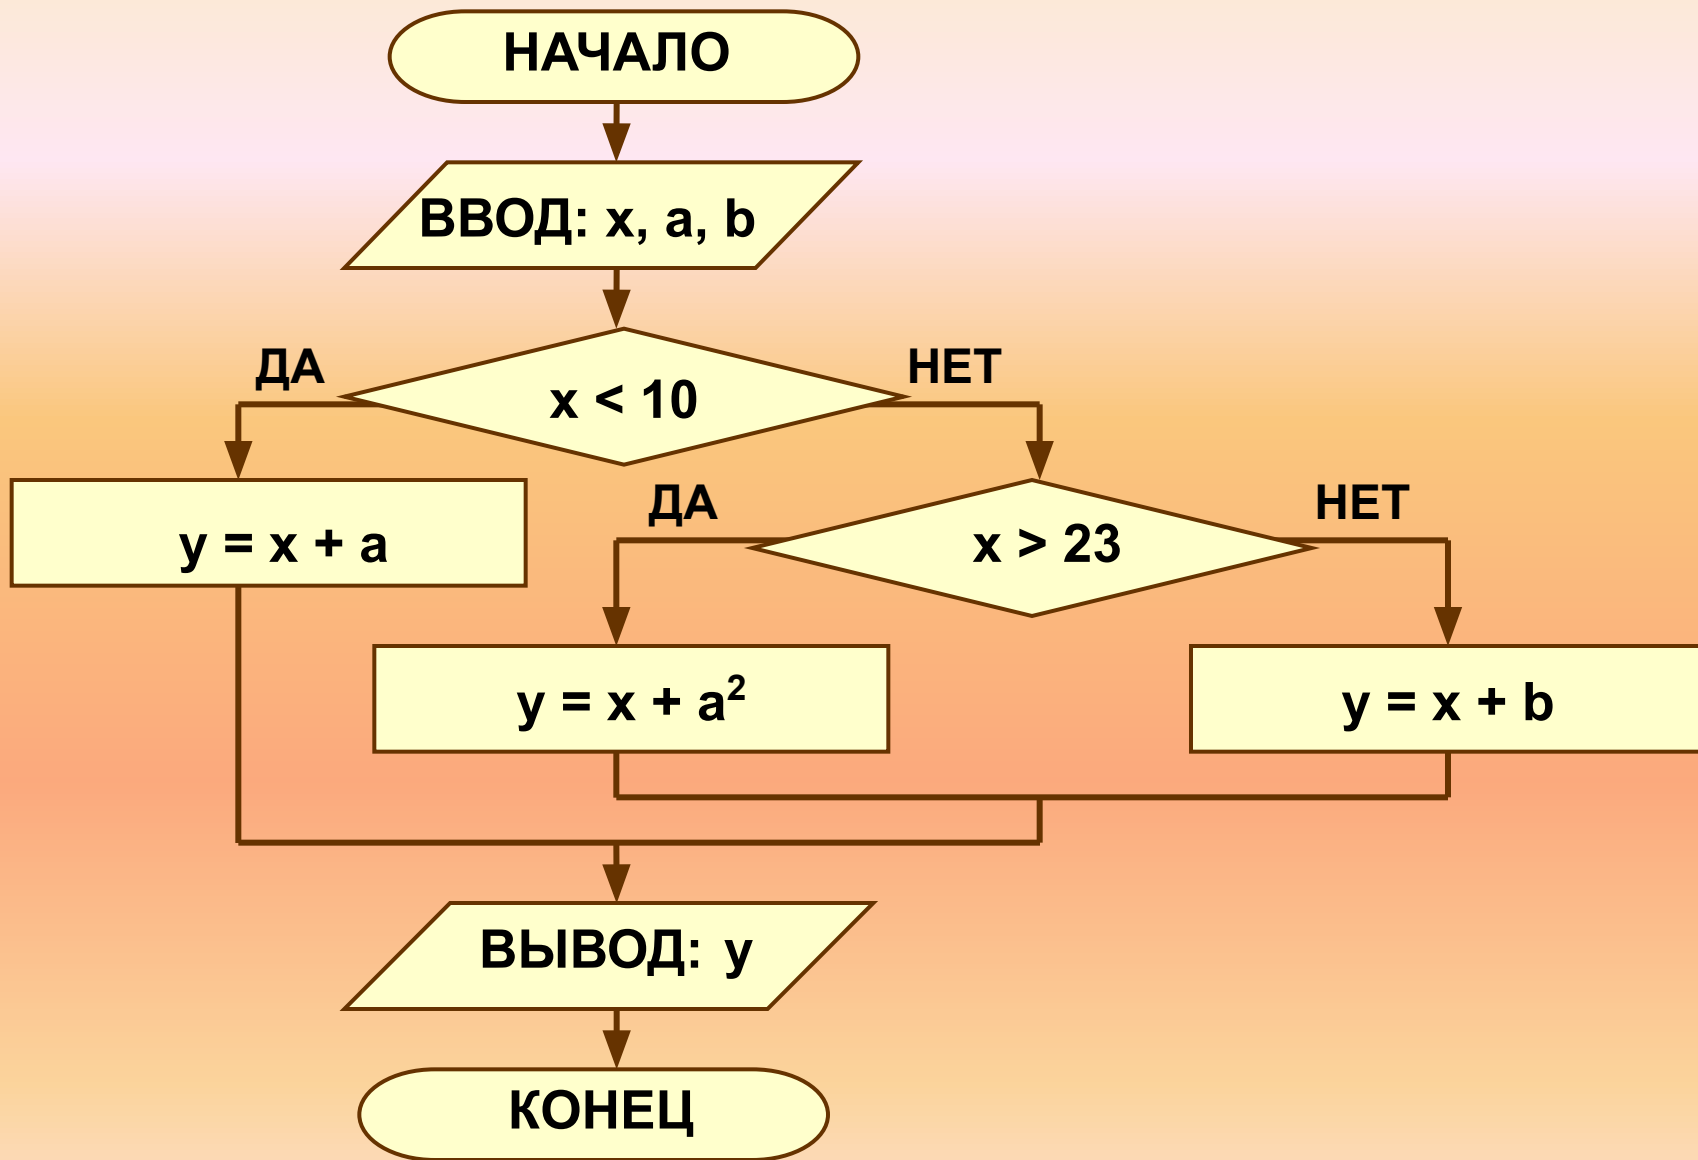 НАЧАЛО
ВВОД: x, a, b
ДА
НЕТ
x < 10
ДА
НЕТ
y = x + a
x > 23
y = x + a²
y = x + b
ВЫВОД: y
КОНЕЦ